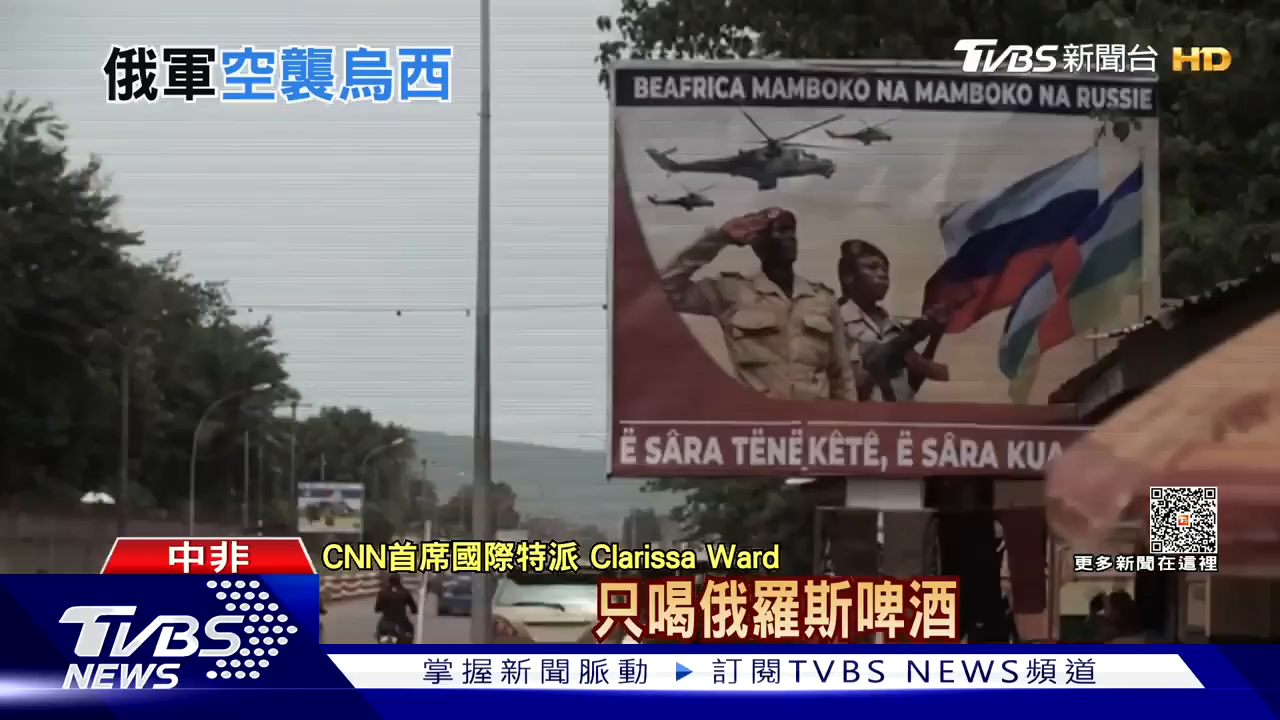 俄軍空襲烏西
TVBS新聞台 HD
BEAFRICA MAMBOKO NA MAMBOKO NA RUSSIE
Ë SÂRA TËNË KÊTÊ, Ë SÂRA KUA
更多新聞在這裡
中非
CNN首席國際特派 Clarissa Ward
只喝俄羅斯啤酒
TVBS
NEWS
掌握新聞脈動 ▶ 訂閱TVBS NEWS頻道